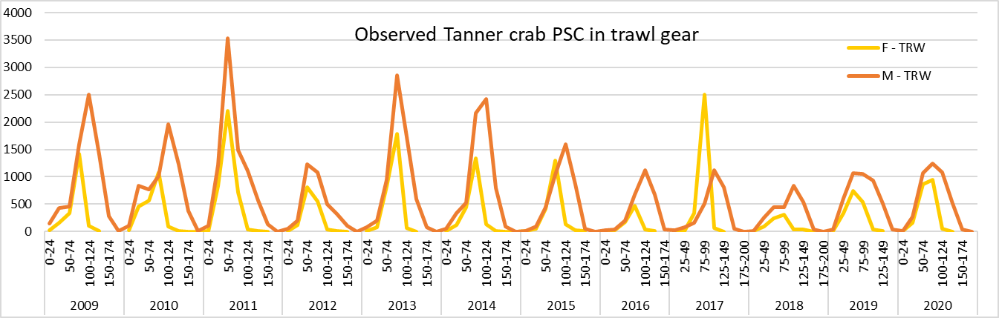 Observed Tanner crab PSC in trawl gear
F - TRW
M - TRW
4000
3500
3000
2500
2000
1500
1000
500
0
0-24 50-74 100-124 150-174 0-24 50-74 100-124 150-174 0-24 50-74 100-124 150-174 0-24 50-74 100-124 150-174 0-24 50-74 100-124 150-174 0-24 50-74 100-124 150-174 0-24 50-74 100-124 150-174 0-24 50-74 100-124 150-174 25-49 75-99 125-149 175-200 25-49 75-99 125-149 175-200 25-49 75-99 125-149 0-24 50-74 100-124 150-174
2009 2010 2011 2012 2013 2014 2015 2016 2017 2018 2019 2020